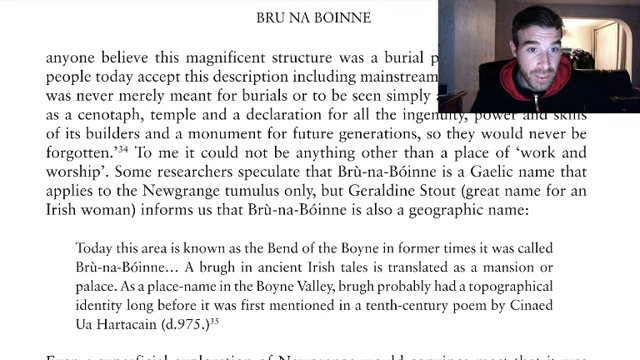 BRU NA BOINNE
anyone believe this magnificent structure was a burial
people today accept this description including mainstream
was never merely meant for burials or to be seen simply
as a cenotaph, temple and a declaration for all the ingenuity, power and skills
of its builders and a monument for future generations, so they would never be
forgotten.’34 To me it could not be anything other than a place of ‘work and
worship’. Some researchers speculate that Brù-na-Bóinne is a Gaelic name that
applies to the Newgrange tumulus only, but Geraldine Stout (great name for an
Irish woman) informs us that Brù-na-Bóinne is also a geographic name:
Today this area is known as the Bend of the Boyne in former times it was called
Brù-na-Bóinne… A brugh in ancient Irish tales is translated as a mansion or
palace. As a place-name in the Boyne Valley, brugh probably had a topographical
identity long before it was first mentioned in a tenth-century poem by Cinaed
Ua Hartacain (d.975.)35